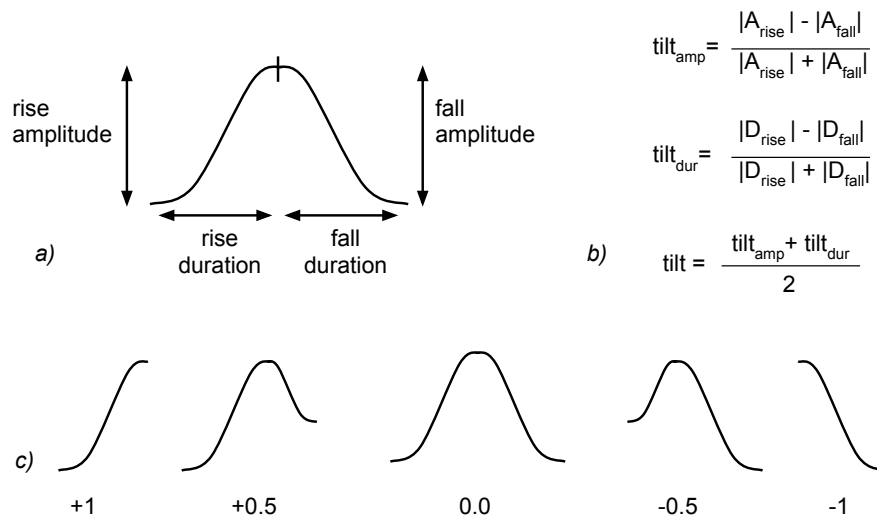 rise
amplitude
fall
amplitude
rise
duration
fall
duration
a)
|A_rise| - |A_fall|
tilt_amp=
|A_rise| + |A_fall|
|D_rise| - |D_fall|
tilt_dur=
|D_rise| + |D_fall|
b)
tilt_amp+ tilt_dur
tilt =
2
c)
+1 +0.5 0.0 -0.5 -1